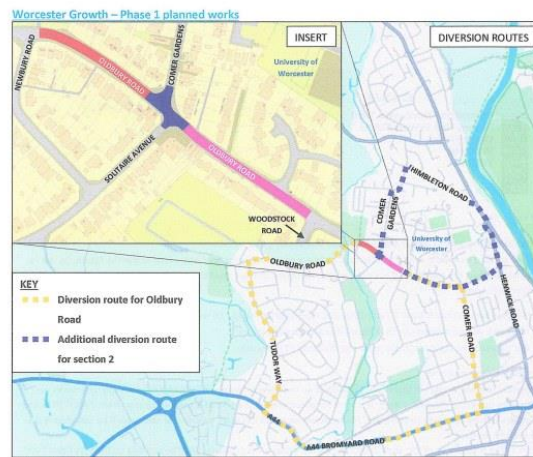 Worcester Growth – Phase 1 planned works
INSERT
DIVERSION ROUTES
NEWBURY ROAD
OLDBURY ROAD
COMER GARDENS
University of
Worcester
SOLITAIRE AVENUE
OLDBURY ROAD
WOODSTOCK
ROAD
HIMBLETON ROAD
COMER
GARDENS
University of
Worcester
OLDBURY ROAD
HENWICK ROAD
COMER ROAD
TUDOR WAY
A44
A44 BROMYARD ROAD
KEY
Diversion route for Oldbury
Road
Additional diversion route
for section 2